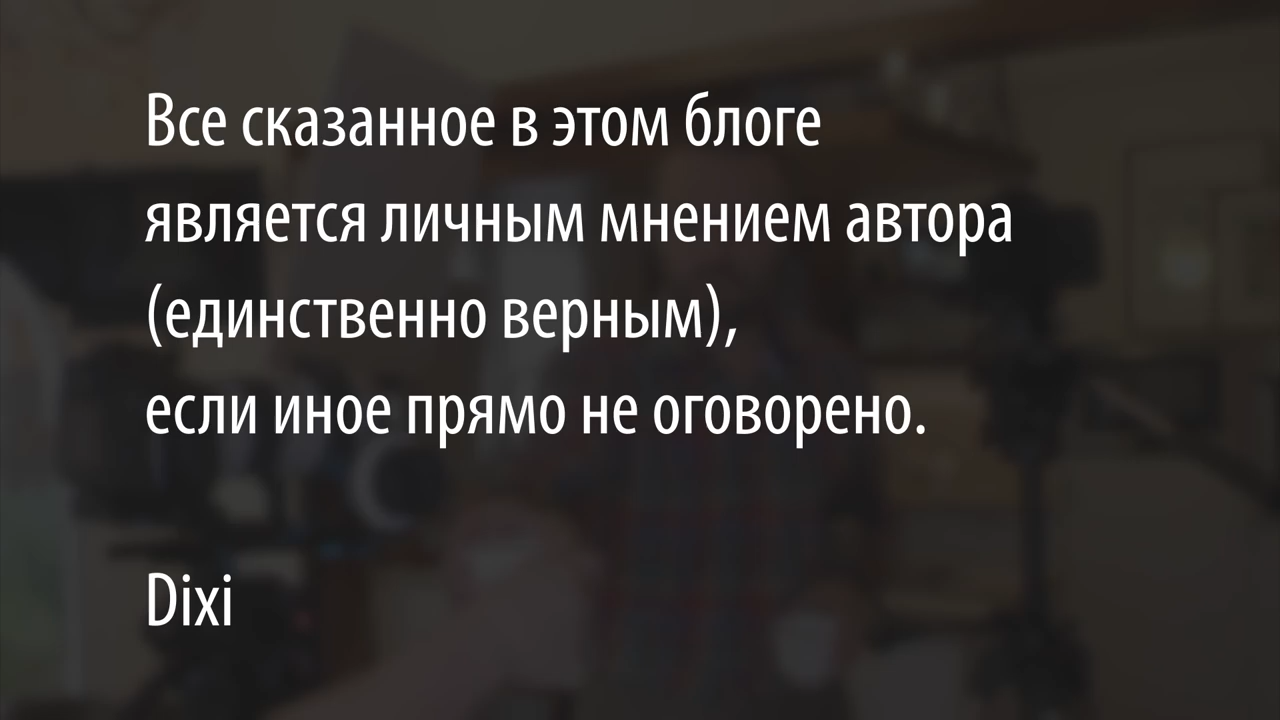 Все сказанное в этом блоге
является личным мнением автора
(единственно верным),
если иное прямо не оговорено.
Dixi